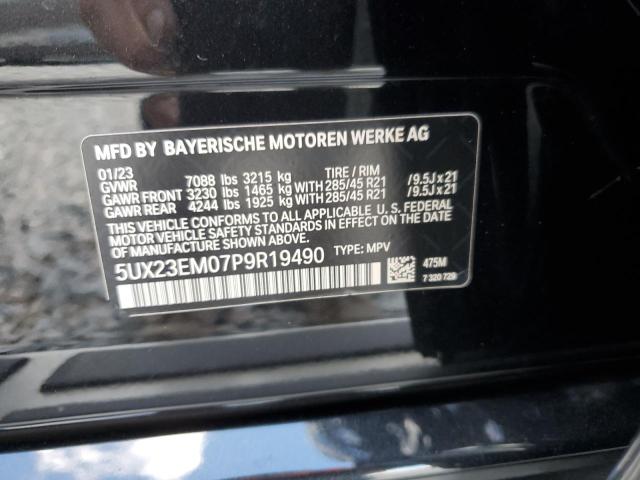 MFD BY BAYERISCHE MOTOREN WERKE AG
01/23 TIRE / RIM
GVWR 7088 lbs 3215 kg
GAWR FRONT 3230 lbs 1465 kg WITH 285/45 R21 /9.5J x 21
GAWR REAR 4244 lbs 1925 kg WITH 285/45 R21 /9.5J x 21
THIS VEHICLE CONFORMS TO ALL APPLICABLE U. S. FEDERAL
MOTOR VEHICLE SAFETY STANDARDS IN EFFECT ON THE
DATE OF MANUFACTURE SHOWN ABOVE.
5UX23EM07P9R19490 TYPE: MPV
475M
7 320 729